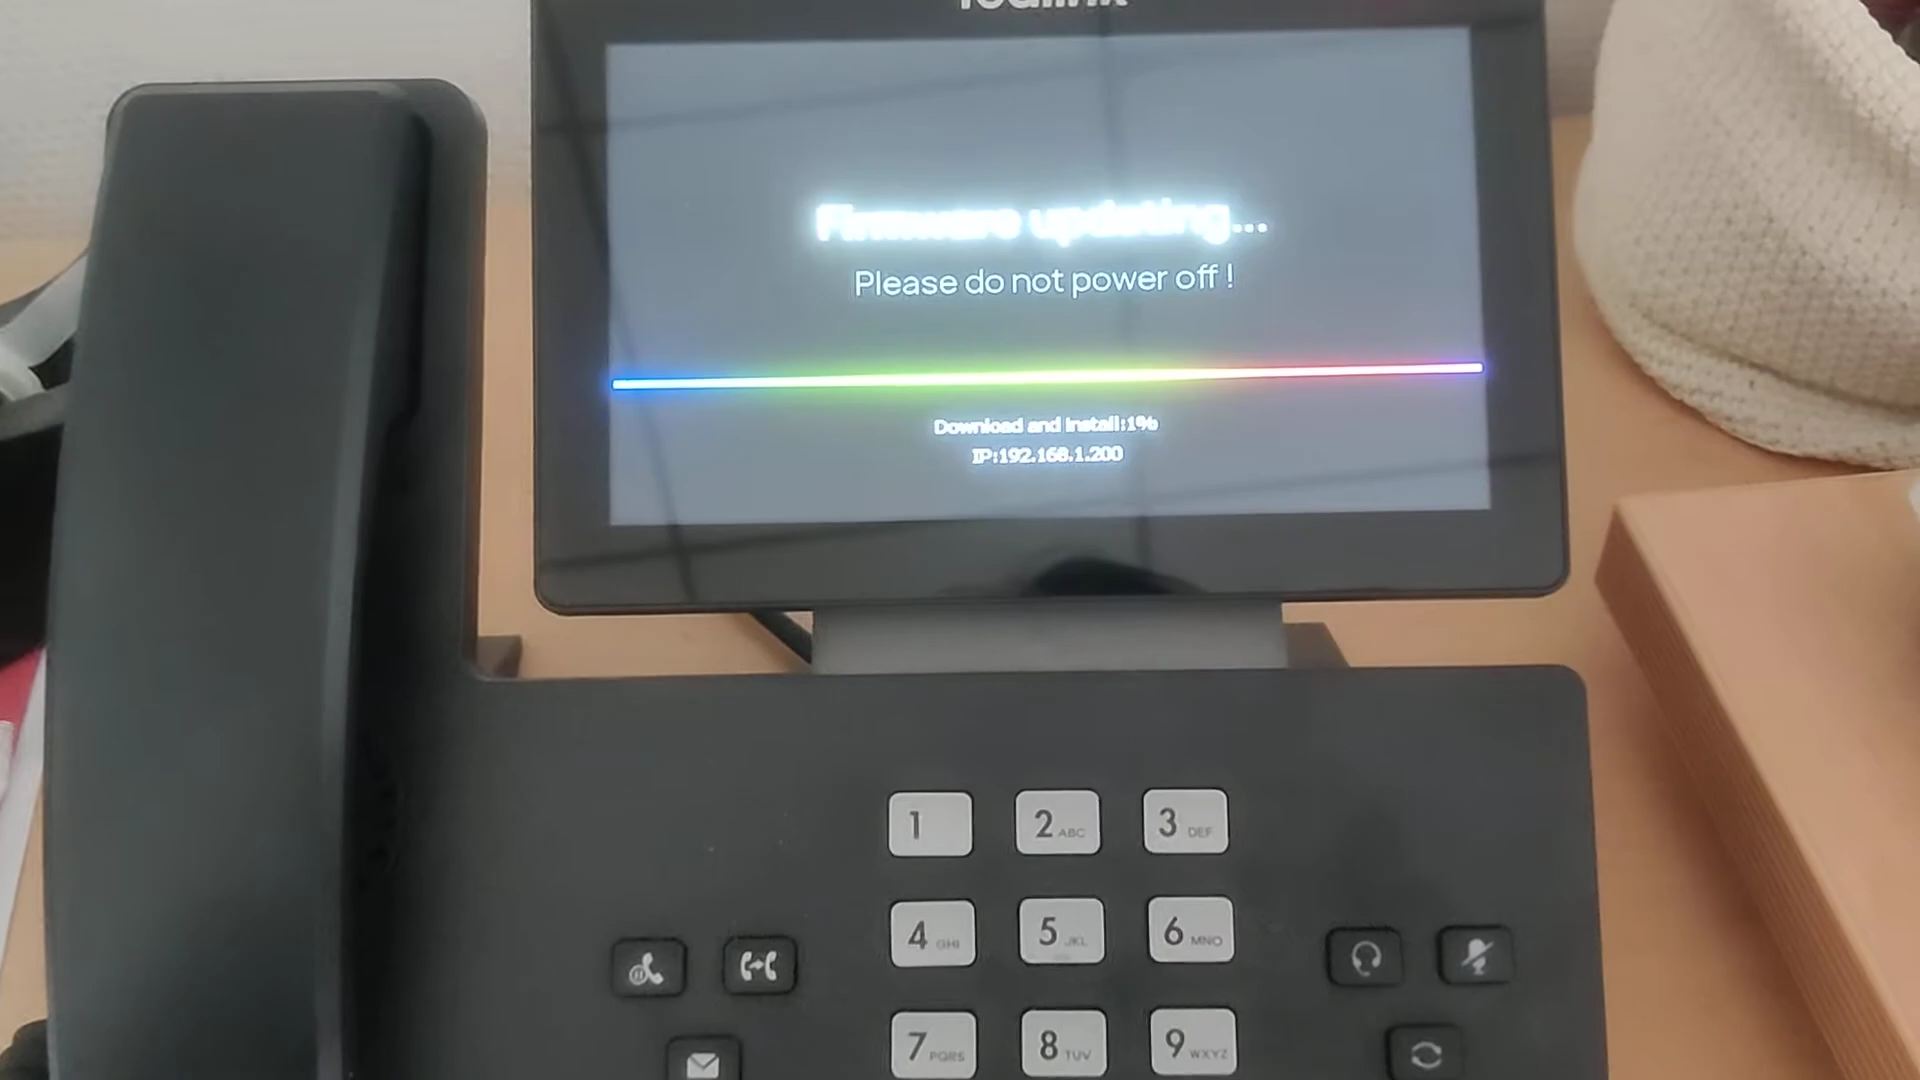 Yealink
Firmware updating...
Please do not power off !
Download and install:1%
IP:192.168.1.200
1
2 ABC
3 DEF
4 GHI
5 JKL
6 MNO
7 PQRS
8 TUV
9 WXYZ